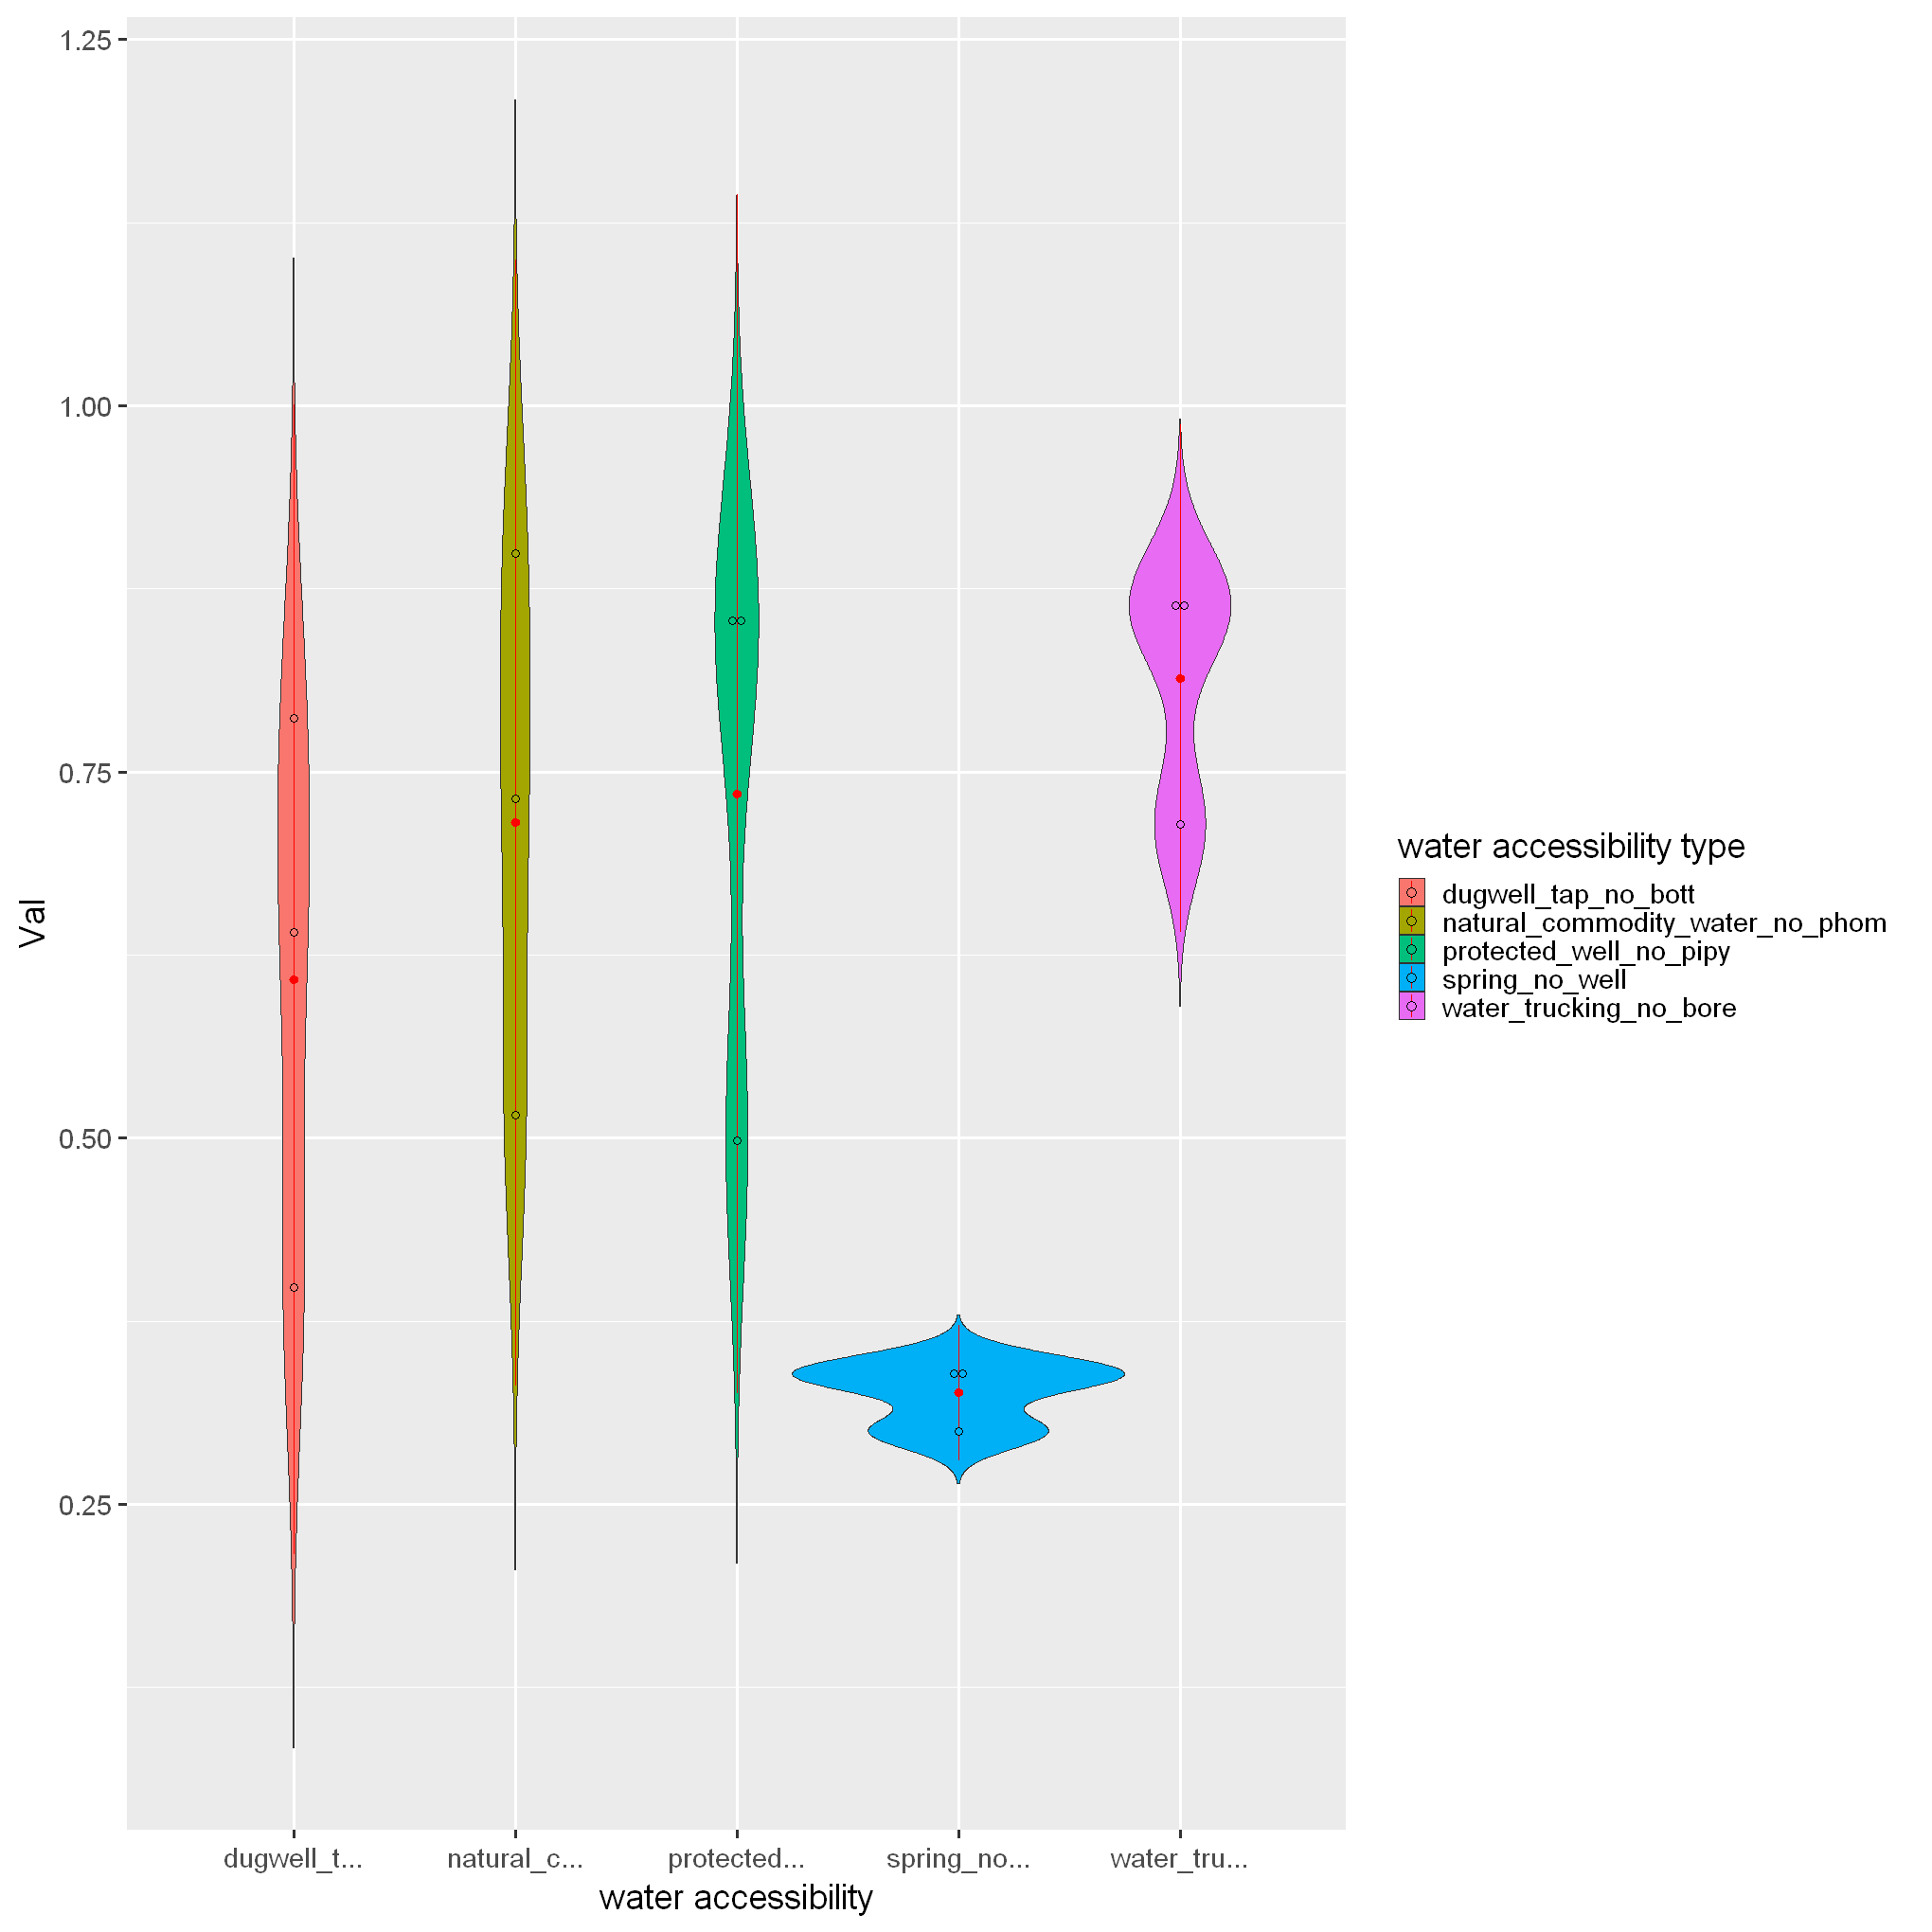 1.25
1.00
0.75
0.50
0.25
Val
dugwell_t...
natural_c...
protected...
spring_no...
water_tru...
water accessibility
water accessibility type
dugwell_tap_no_bott
natural_commodity_water_no_phom
protected_well_no_pipy
spring_no_well
water_trucking_no_bore